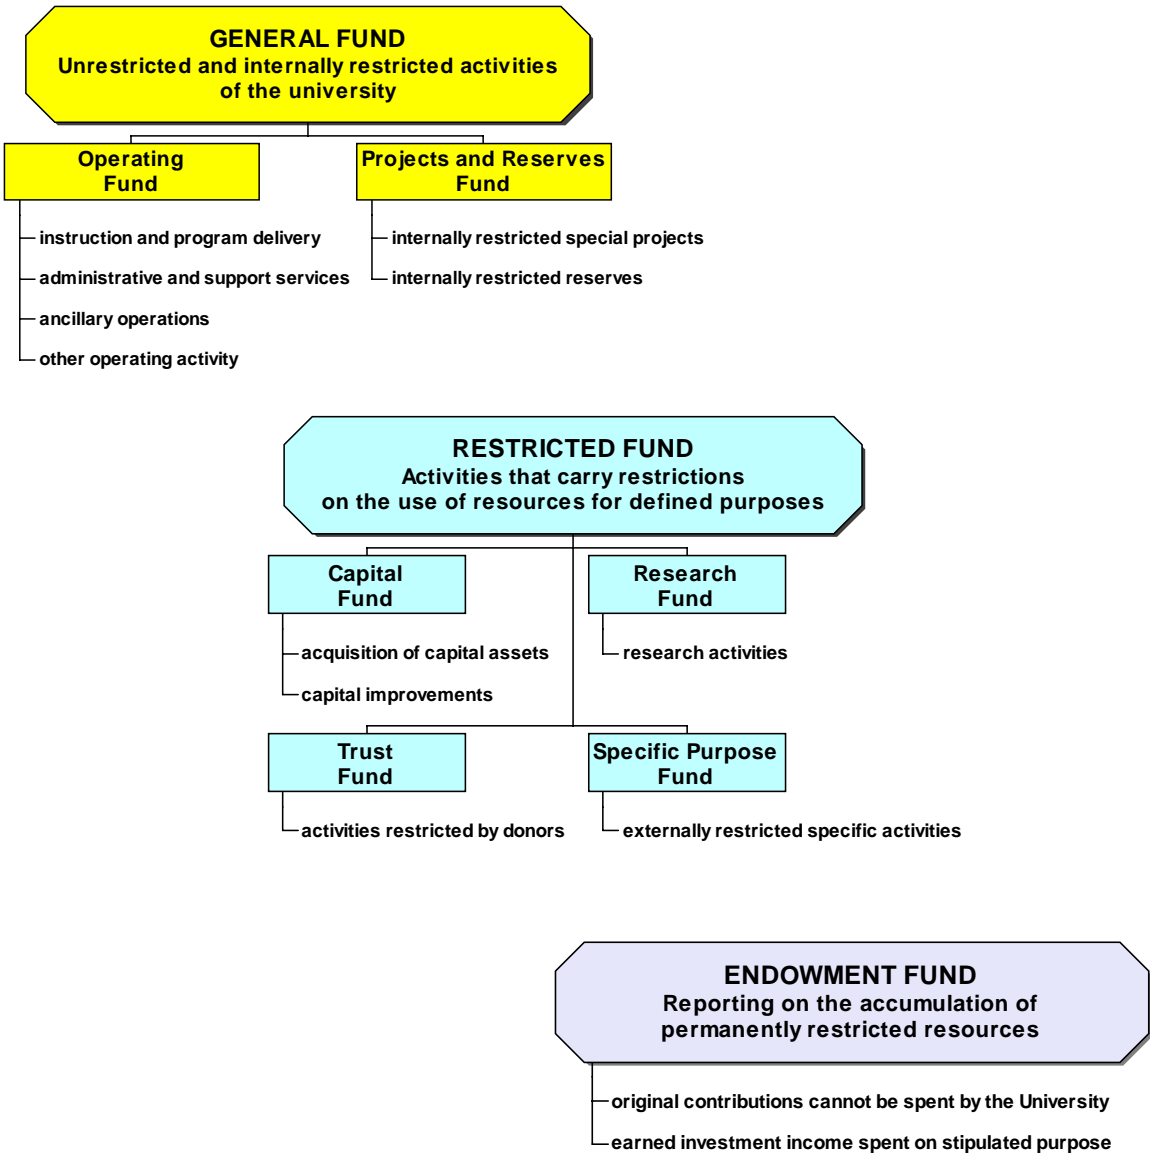 GENERAL FUND
Unrestricted and internally restricted activities
of the university
Operating
Fund
Projects and Reserves
Fund
instruction and program delivery
administrative and support services
ancillary operations
other operating activity
internally restricted special projects
internally restricted reserves
RESTRICTED FUND
Activities that carry restrictions
on the use of resources for defined purposes
Capital
Fund
Research
Fund
acquisition of capital assets
capital improvements
research activities
Trust
Fund
Specific Purpose
Fund
activities restricted by donors
externally restricted specific activities
ENDOWMENT FUND
Reporting on the accumulation of
permanently restricted resources
original contributions cannot be spent by the University
earned investment income spent on stipulated purpose